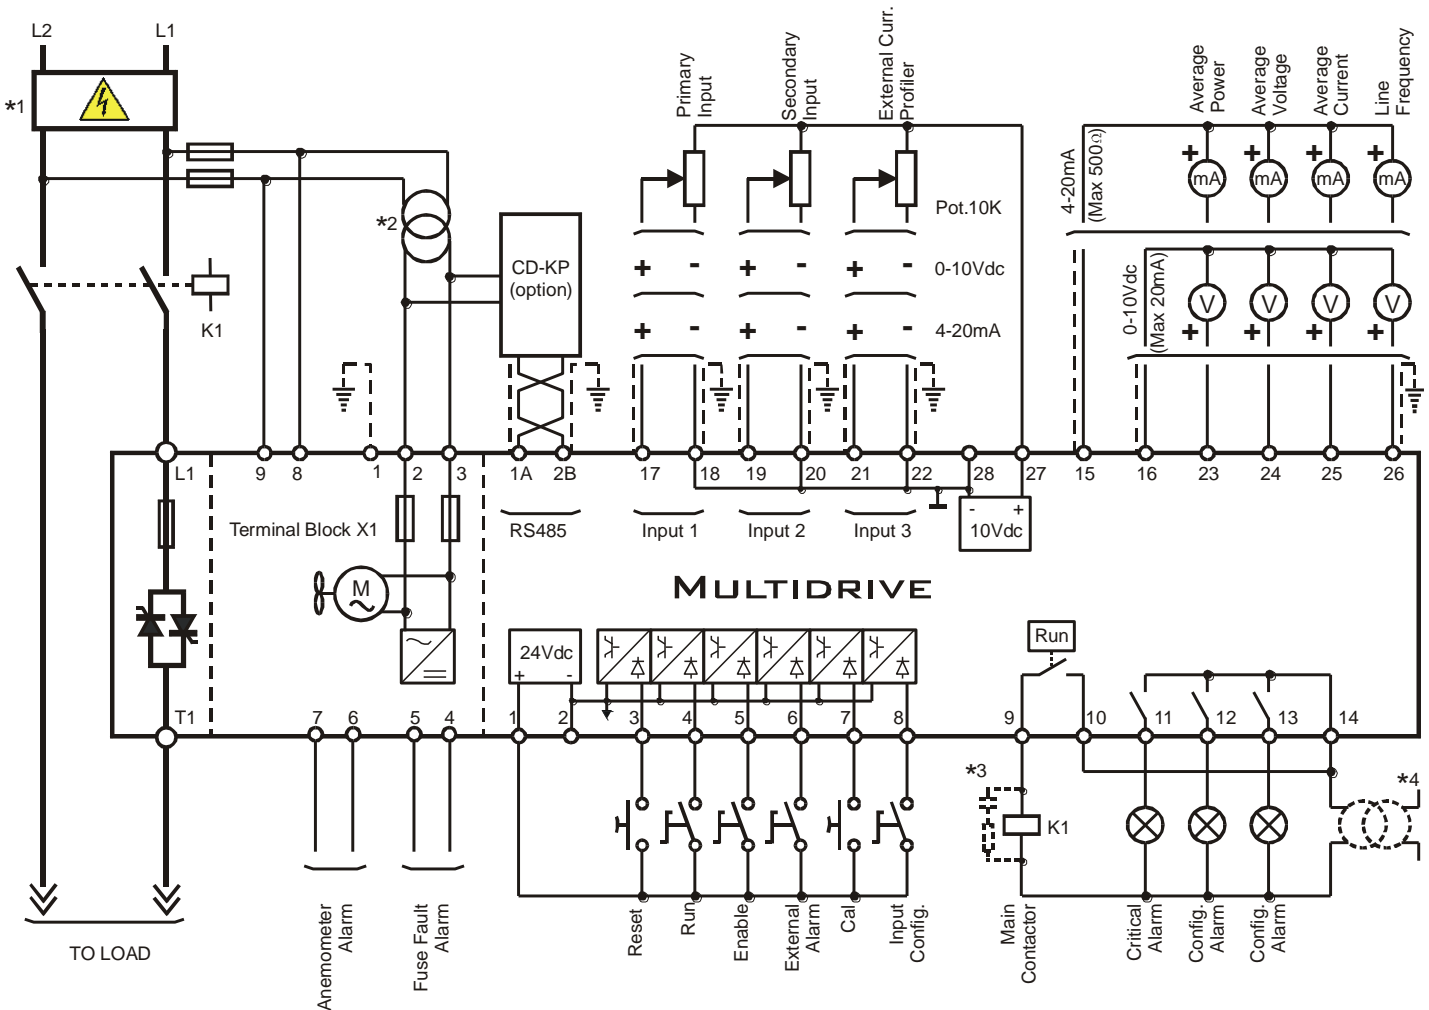 L2
L1
*1
*2
K1
CD-KP
(option)
Primary
Input
Secondary
Input
External Curr.
Profiler
Pot.10K
+ - + - + - 0-10Vdc
+ - + - + - 4-20mA
4-20mA
(Max 500Ω)
0-10Vdc
(Max 20mA)
Average
Power
Average
Voltage
Average
Current
Line
Frequency
+ + + +
mA mA mA mA
V V V V
+ + + +
L1 9 8 1 2 3 1A 2B 17 18 19 20 21 22 28 27 15 16 23 24 25 26
Terminal Block X1
RS485
Input 1
Input 2
Input 3
- +
10Vdc
M
MULTIDRIVE
24Vdc
+ -
Run
T1 7 6 5 4 1 2 3 4 5 6 7 8 9 10 11 12 13 14
*3
K1
*4
TO LOAD
Anemometer
Alarm
Fuse Fault
Alarm
Reset
Run
Enable
External
Alarm
Cal
Input
Config.
Main
Contactor
Critical
Alarm
Config.
Alarm
Config.
Alarm